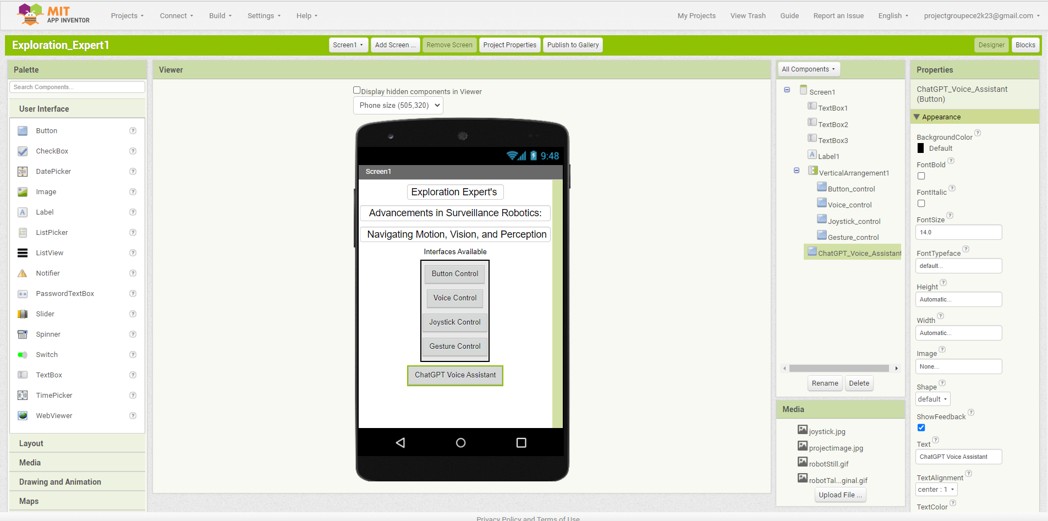 MIT
APP INVENTOR
Projects
Connect
Build
Settings
Help
My Projects
View Trash
Guide
Report an Issue
English
projectgroupece2k23@gmail.com
Exploration_Expert1
Screen1
Add Screen ...
Remove Screen
Project Properties
Publish to Gallery
Designer
Blocks
Palette
Search Components...
User Interface
Button
CheckBox
DatePicker
Image
Label
ListPicker
ListView
Notifier
PasswordTextBox
Slider
Spinner
Switch
TextBox
TimePicker
WebViewer
Layout
Media
Drawing and Animation
Maps
Viewer
Display hidden components in Viewer
Phone size (505,320)
9:48
Screen1
Exploration Expert's
Advancements in Surveillance Robotics:
Navigating Motion, Vision, and Perception
Interfaces Available
Button Control
Voice Control
Joystick Control
Gesture Control
ChatGPT Voice Assistant
All Components
Screen1
TextBox1
TextBox2
TextBox3
Label1
VerticalArrangement1
Button_control
Voice_control
Joystick_control
Gesture_control
ChatGPT_Voice_Assistant
Rename
Delete
Media
joystick.jpg
projectimage.jpg
robotStill.gif
robotTal...ginal.gif
Upload File ...
Properties
ChatGPT_Voice_Assistant
(Button)
Appearance
BackgroundColor
Default
FontBold
FontItalic
FontSize
14.0
FontTypeface
default...
Height
Automatic...
Width
Automatic...
Image
None...
Shape
default
ShowFeedback
Text
ChatGPT Voice Assistant
TextAlignment
center : 1
TextColor
Privacy Policy and Terms of Use